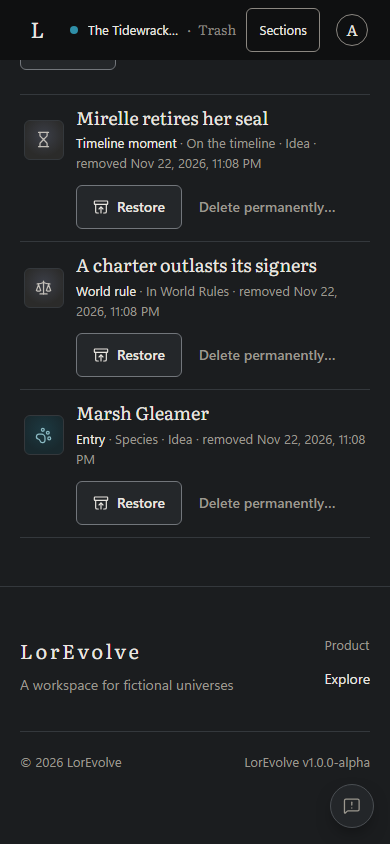 L
The Tidewrack... · Trash
Sections
A
Mirelle retires her seal
Timeline moment · On the timeline · Idea ·
removed Nov 22, 2026, 11:08 PM
Restore
Delete permanently...
A charter outlasts its signers
World rule · In World Rules · removed Nov 22,
2026, 11:08 PM
Restore
Delete permanently...
Marsh Gleamer
Entry · Species · Idea · removed Nov 22, 2026, 11:08
PM
Restore
Delete permanently...
LorEvolve
A workspace for fictional universes
Product
Explore
© 2026 LorEvolve
LorEvolve v1.0.0-alpha